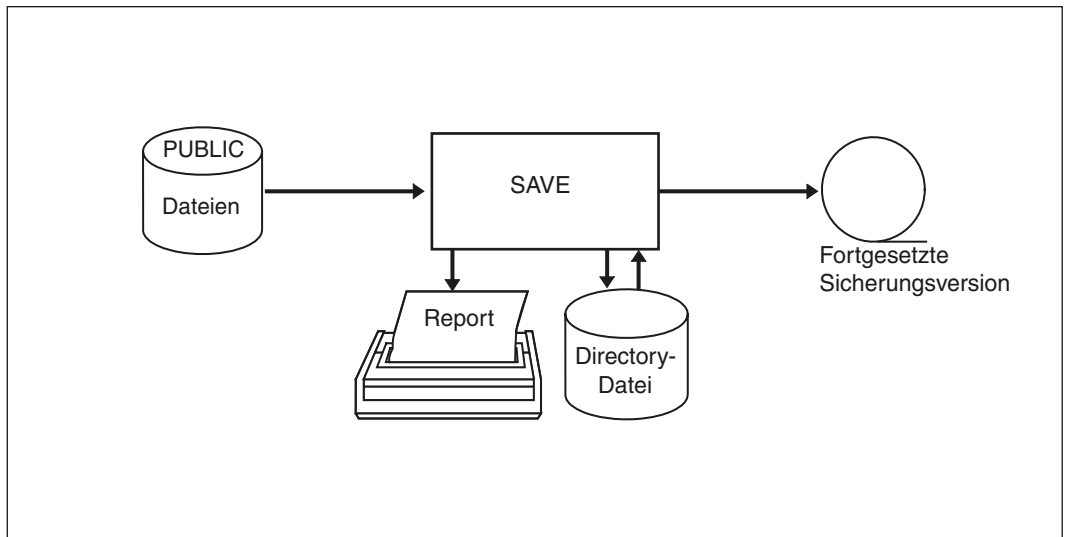 PUBLIC
Dateien
SAVE
Fortgesetzte
Sicherungsversion
Report
Directory-
Datei